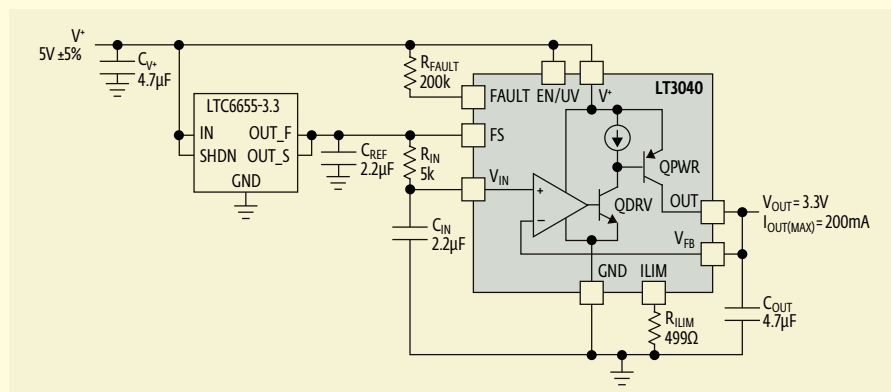 V+
5V ±5%
CV+
4.7µF
RFAULT
200k
LTC6655-3.3
IN
OUT_F
SHDN
OUT_S
GND
CREF
2.2µF
RIN
5k
CIN
2.2µF
LT3040
FAULT
EN/UV
V+
FS
VIN
+
–
QDRV
QPWR
OUT
VFB
GND
ILIM
RILIM
499Ω
VOUT = 3.3V
IOUT(MAX) = 200mA
COUT
4.7µF